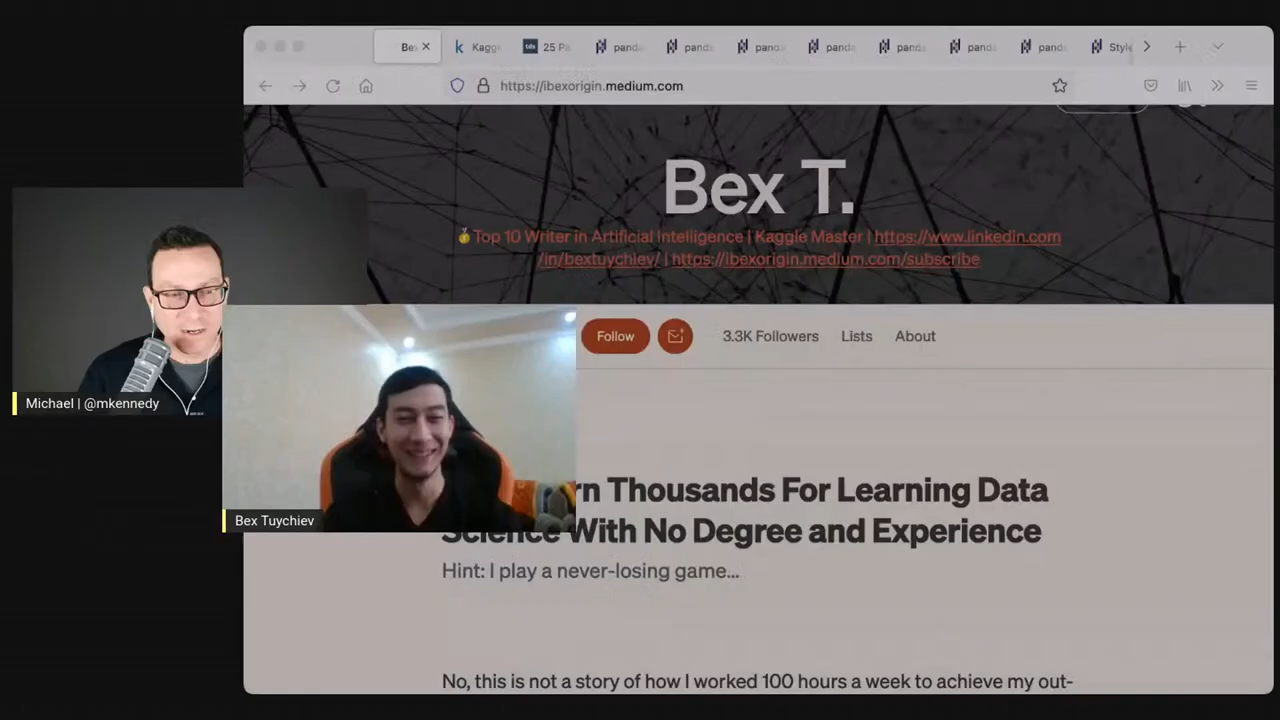 Bex
Kagg
tds 25 Pa
panda
panda
panda
panda
panda
panda
panda
Style
https://ibexorigin.medium.com
Bex T.
Top 10 Writer in Artificial Intelligence | Kaggle Master | https://www.linkedin.com
/in/bextuychiev/ | https://ibexorigin.medium.com/subscribe
Follow
3.3K Followers
Lists
About
Michael | @mkennedy
Bex Tuychiev
rn Thousands For Learning Data
Science With No Degree and Experience
Hint: I play a never-losing game...
No, this is not a story of how I worked 100 hours a week to achieve my out-